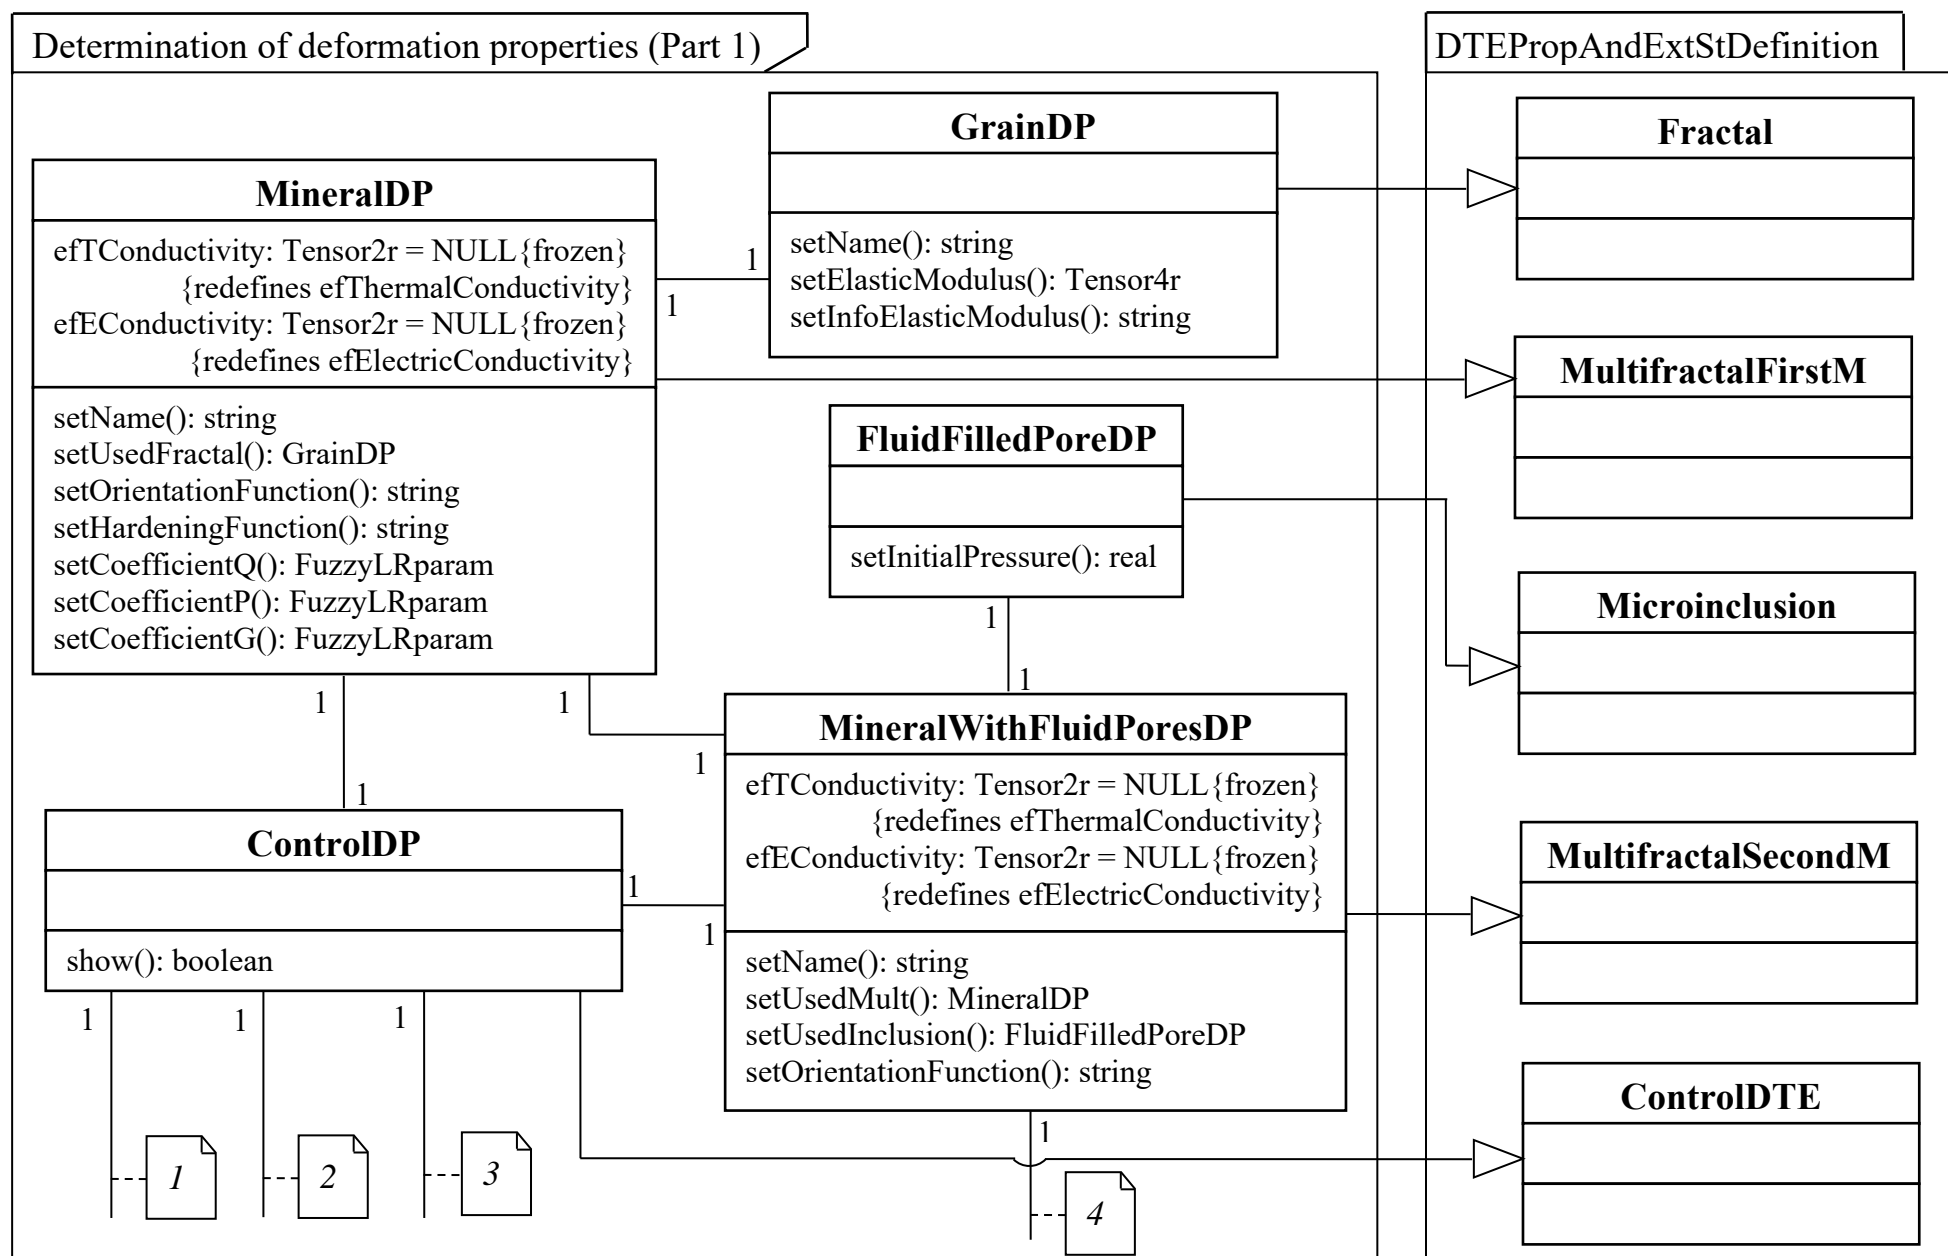 Determination of deformation properties (Part 1)
DTEPropAndExtStDefinition
GrainDP
setName(): string
setElasticModulus(): Tensor4r
setInfoElasticModulus(): string
Fractal
MineralDP
efTConductivity: Tensor2r = NULL{frozen}
{redefines efThermalConductivity}
efEConductivity: Tensor2r = NULL{frozen}
{redefines efElectricConductivity}
setName(): string
setUsedFractal(): GrainDP
setOrientationFunction(): string
setHardeningFunction(): string
setCoefficientQ(): FuzzyLRparam
setCoefficientP(): FuzzyLRparam
setCoefficientG(): FuzzyLRparam
1
1
MultifractalFirstM
FluidFilledPoreDP
setInitialPressure(): real
1
1
Microinclusion
1
1
1
1
MineralWithFluidPoresDP
efTConductivity: Tensor2r = NULL{frozen}
{redefines efThermalConductivity}
efEConductivity: Tensor2r = NULL{frozen}
{redefines efElectricConductivity}
setName(): string
setUsedMult(): MineralDP
setUsedInclusion(): FluidFilledPoreDP
setOrientationFunction(): string
MultifractalSecondM
ControlDP
show(): boolean
1
1
1
1
1
1
ControlDTE
1
2
3
4